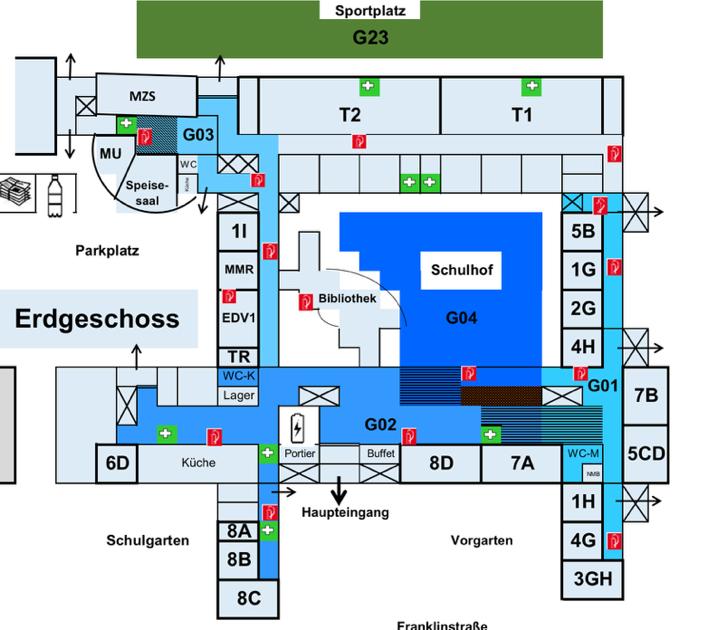 Sportplatz
G23
MZS
T2
T1
G03
MU
WC
Küche
Speise-
saal
1I
5B
Parkplatz
MMR
Schulhof
1G
Bibliothek
EDV1
2G
G04
Erdgeschoss
TR
4H
WC-K
G01
Lager
7B
G02
Portier
Buffet
WC-M
5CD
6D
Küche
8D
7A
NMB
1H
Haupteingang
8A
Schulgarten
Vorgarten
4G
8B
3GH
8C
Franklinstraße